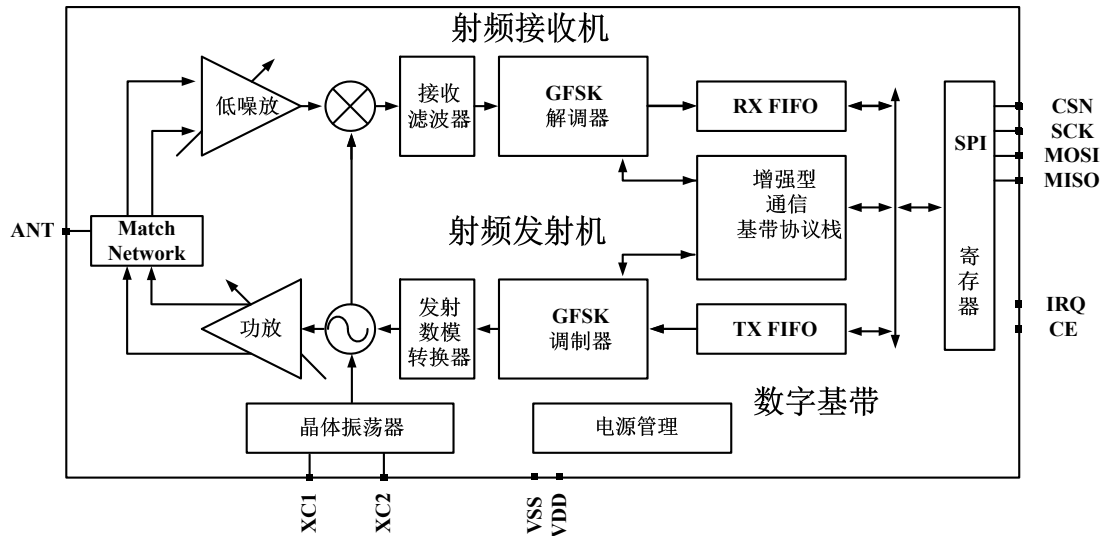 射频接收机
低噪放
接收
滤波器
GFSK
解调器
RX FIFO
SPI
寄
存
器
CSN
SCK
MOSI
MISO
增强型
通信
基带协议栈
ANT
Match
Network
射频发射机
功放
发射
数模
转换器
GFSK
调制器
TX FIFO
IRQ
CE
数字基带
晶体振荡器
电源管理
XC1
XC2
VSS
VDD